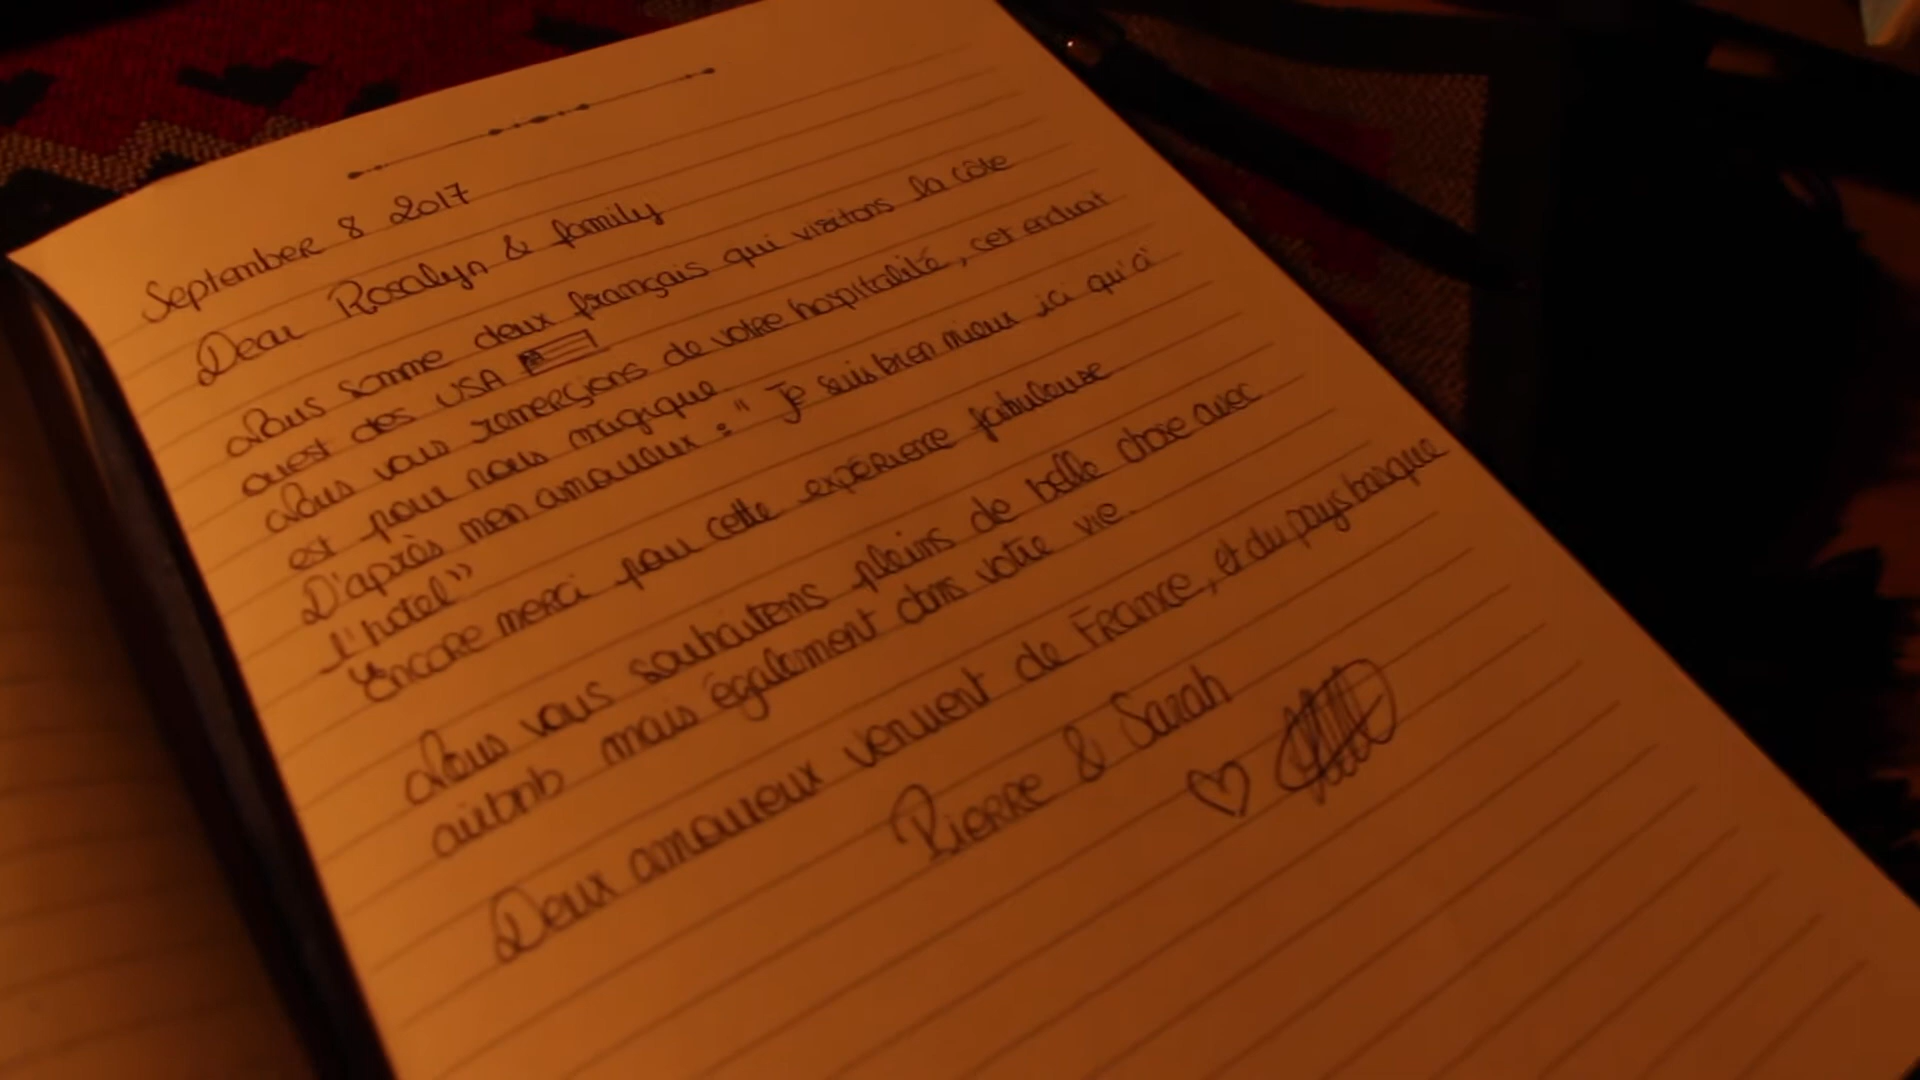 September 8 2017
Dear Rosalyn & family
Nous somme deux français qui visitons la côte
ouest des USA
Nous vous remerçions de votre hospitalité, cet endroit
est pour nous magique
D'après mon amoureux : "Je suis bien mieux ici qu'a
l'hotel"
Encore merci pour cette expérience fabuleuse
Nous vous souhaitons pleins de belle chose avec
airbnb mais également dans votre vie.
Deux amoureux venuent de France, et du pays basque
Pierre & Sarah